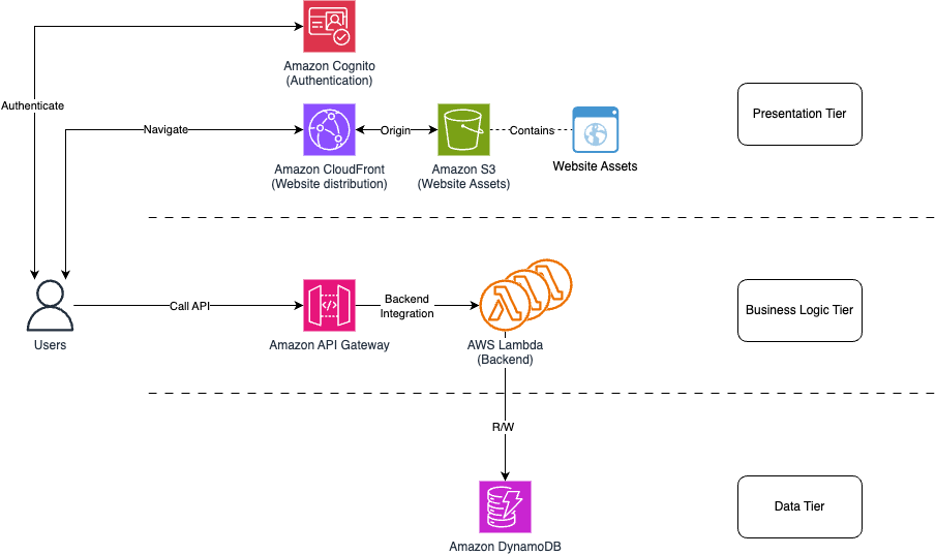 Amazon Cognito
(Authentication)
Authenticate
Presentation Tier
Navigate
Origin
Contains
Amazon CloudFront
(Website distribution)
Amazon S3
(Website Assets)
Website Assets
Call API
Backend
Integration
Business Logic Tier
Users
Amazon API Gateway
AWS Lambda
(Backend)
R/W
Data Tier
Amazon DynamoDB